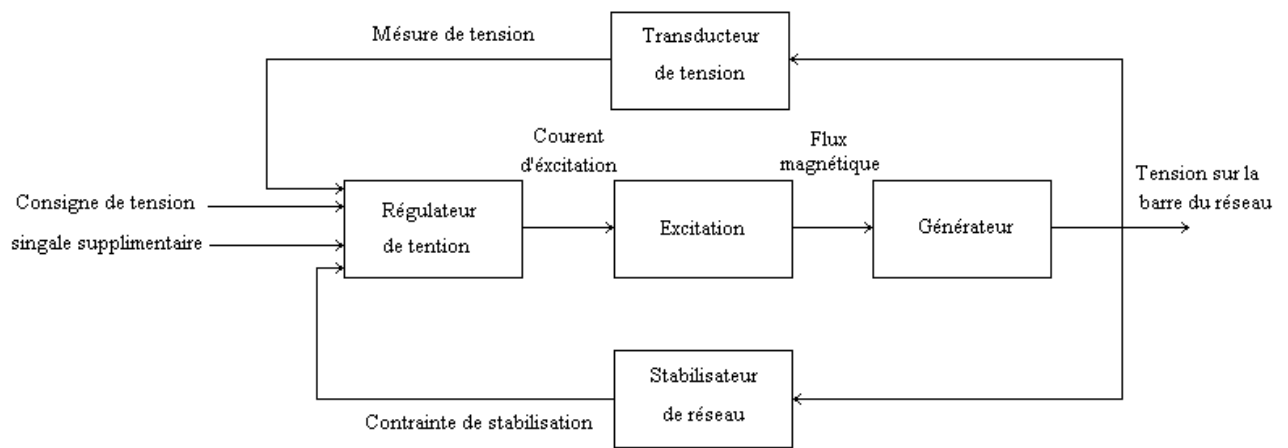 Mésure de tension
Transducteur
de tension
Courent
d'éxcitation
Flux
magnétique
Tension sur la
barre du réseau
Consigne de tension
singale supplimentaire
Régulateur
de tention
Excitation
Générateur
Stabilisateur
de réseau
Contrainte de stabilisation